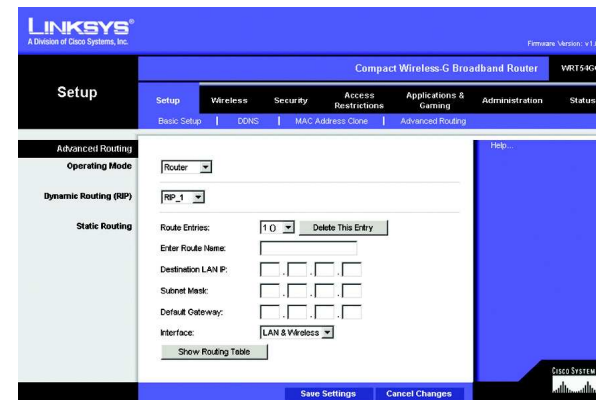 LINKSYS®
A Division of Cisco Systems, Inc.
Firmware Version: v1.
Compact Wireless-G Broadband Router
WRT54G
Setup
Setup
Wireless
Security
Access Restrictions
Applications & Gaming
Administration
Status
Basic Setup | DDNS | MAC Address Clone | Advanced Routing
Advanced Routing
Help...
Operating Mode
Router
Dynamic Routing (RIP)
RIP_1
Static Routing
Route Entries:
1 ()
Delete This Entry
Enter Route Name:
Destination LAN IP:
Subnet Mask:
Default Gateway:
Interface:
LAN & Wireless
Show Routing Table
Save Settings
Cancel Changes
CISCO SYSTEM